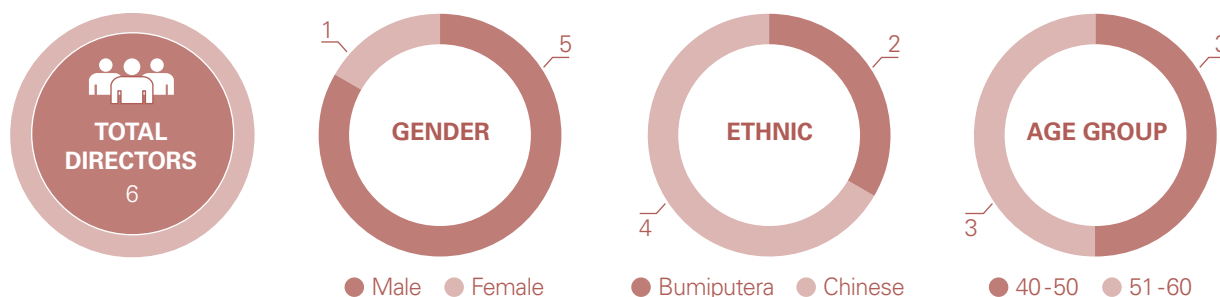 TOTAL
DIRECTORS
6
1
5
GENDER
Male Female
2
ETHNIC
4
Bumiputera Chinese
3
AGE GROUP
3
40-50 51-60